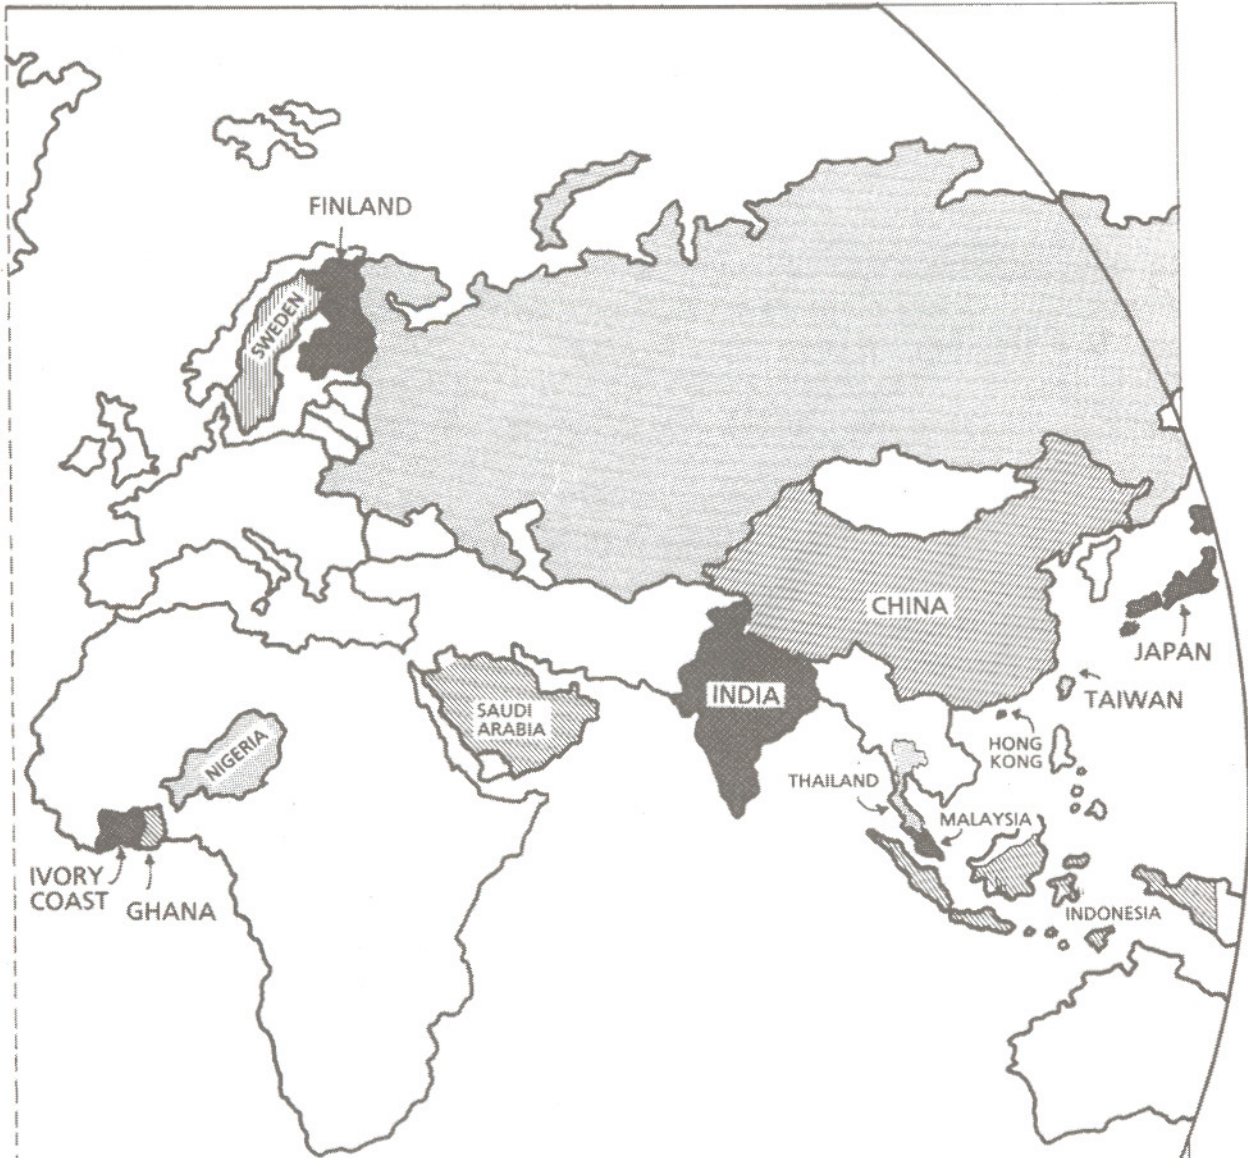 FINLAND
SWEDEN
CHINA
JAPAN
INDIA
TAIWAN
SAUDI
ARABIA
NIGERIA
HONG
KONG
THAILAND
MALAYSIA
IVORY
COAST
GHANA
INDONESIA